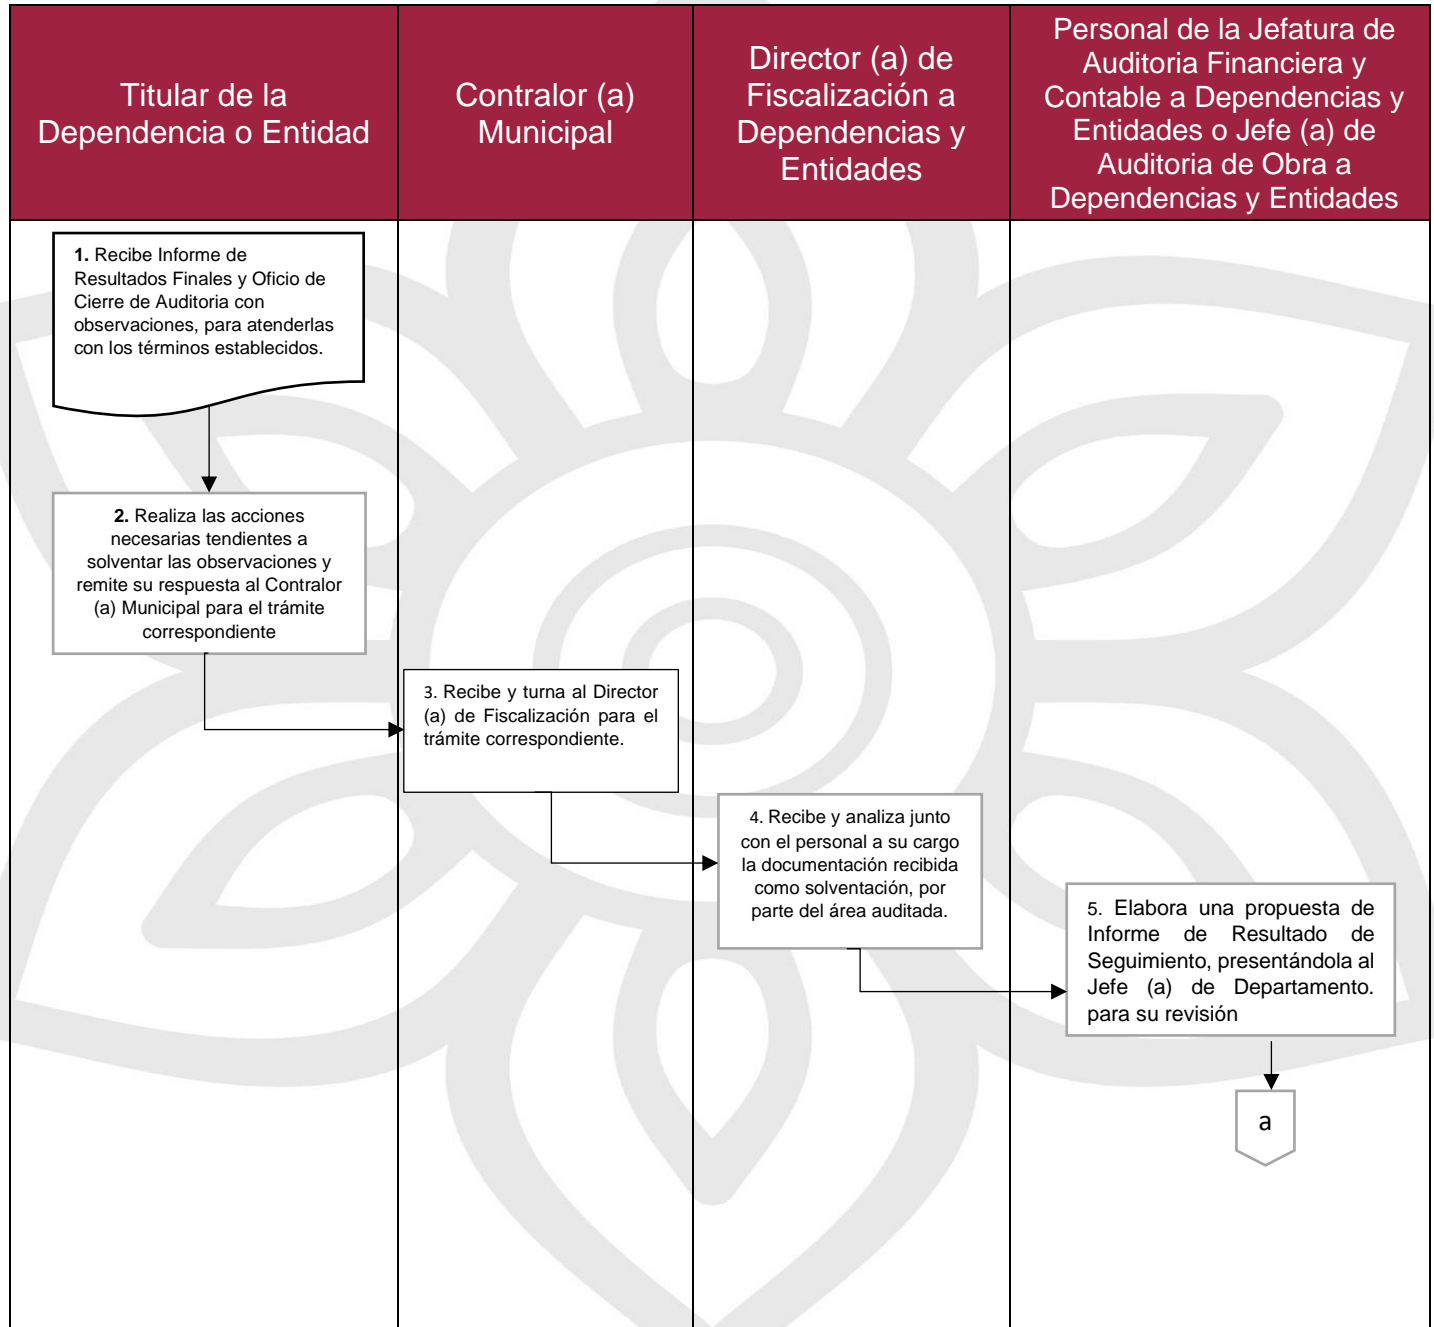 Titular de la
Dependencia o Entidad
Contralor (a)
Municipal
Director (a) de
Fiscalización a
Dependencias y
Entidades
Personal de la Jefatura de
Auditoria Financiera y
Contable a Dependencias y
Entidades o Jefe (a) de
Auditoria de Obra a
Dependencias y Entidades
1. Recibe Informe de
Resultados Finales y Oficio de
Cierre de Auditoria con
observaciones, para atenderlas
con los términos establecidos.
2. Realiza las acciones
necesarias tendientes a
solventar las observaciones y
remite su respuesta al Contralor
(a) Municipal para el trámite
correspondiente
3. Recibe y turna al Director
(a) de Fiscalización para el
trámite correspondiente.
4. Recibe y analiza junto
con el personal a su cargo
la documentación recibida
como solventación, por
parte del área auditada.
5. Elabora una propuesta de
Informe de Resultado de
Seguimiento, presentándola al
Jefe (a) de Departamento.
para su revisión
a